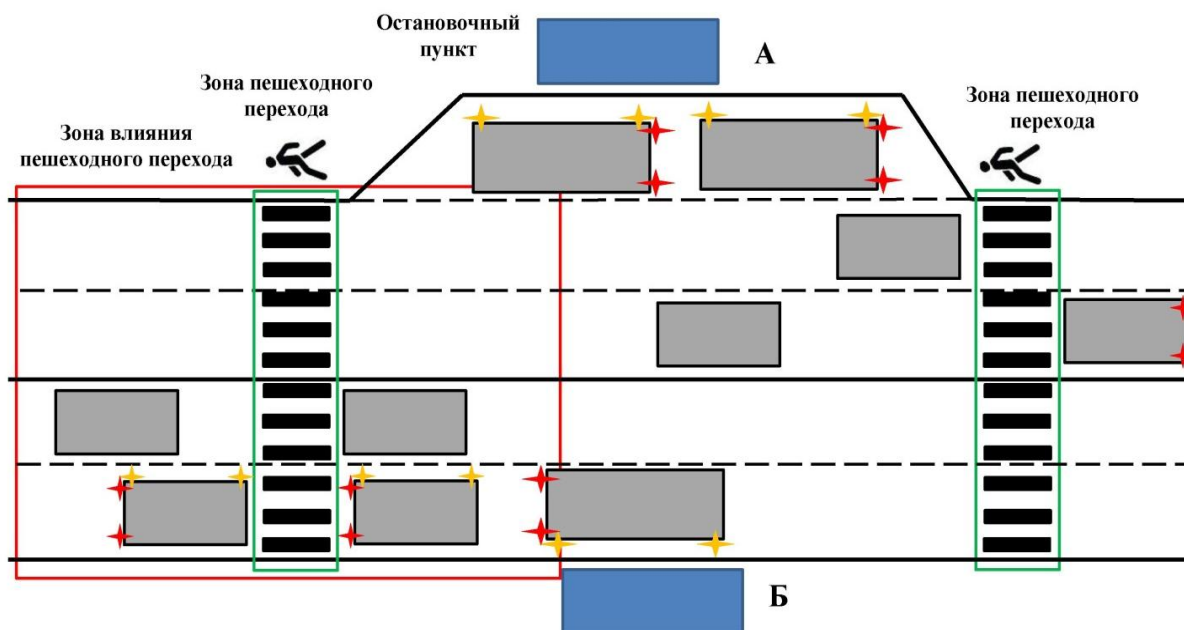 Остановочный
пункт
А
Зона пешеходного
перехода
Зона пешеходного
перехода
Зона влияния
пешеходного перехода
Б